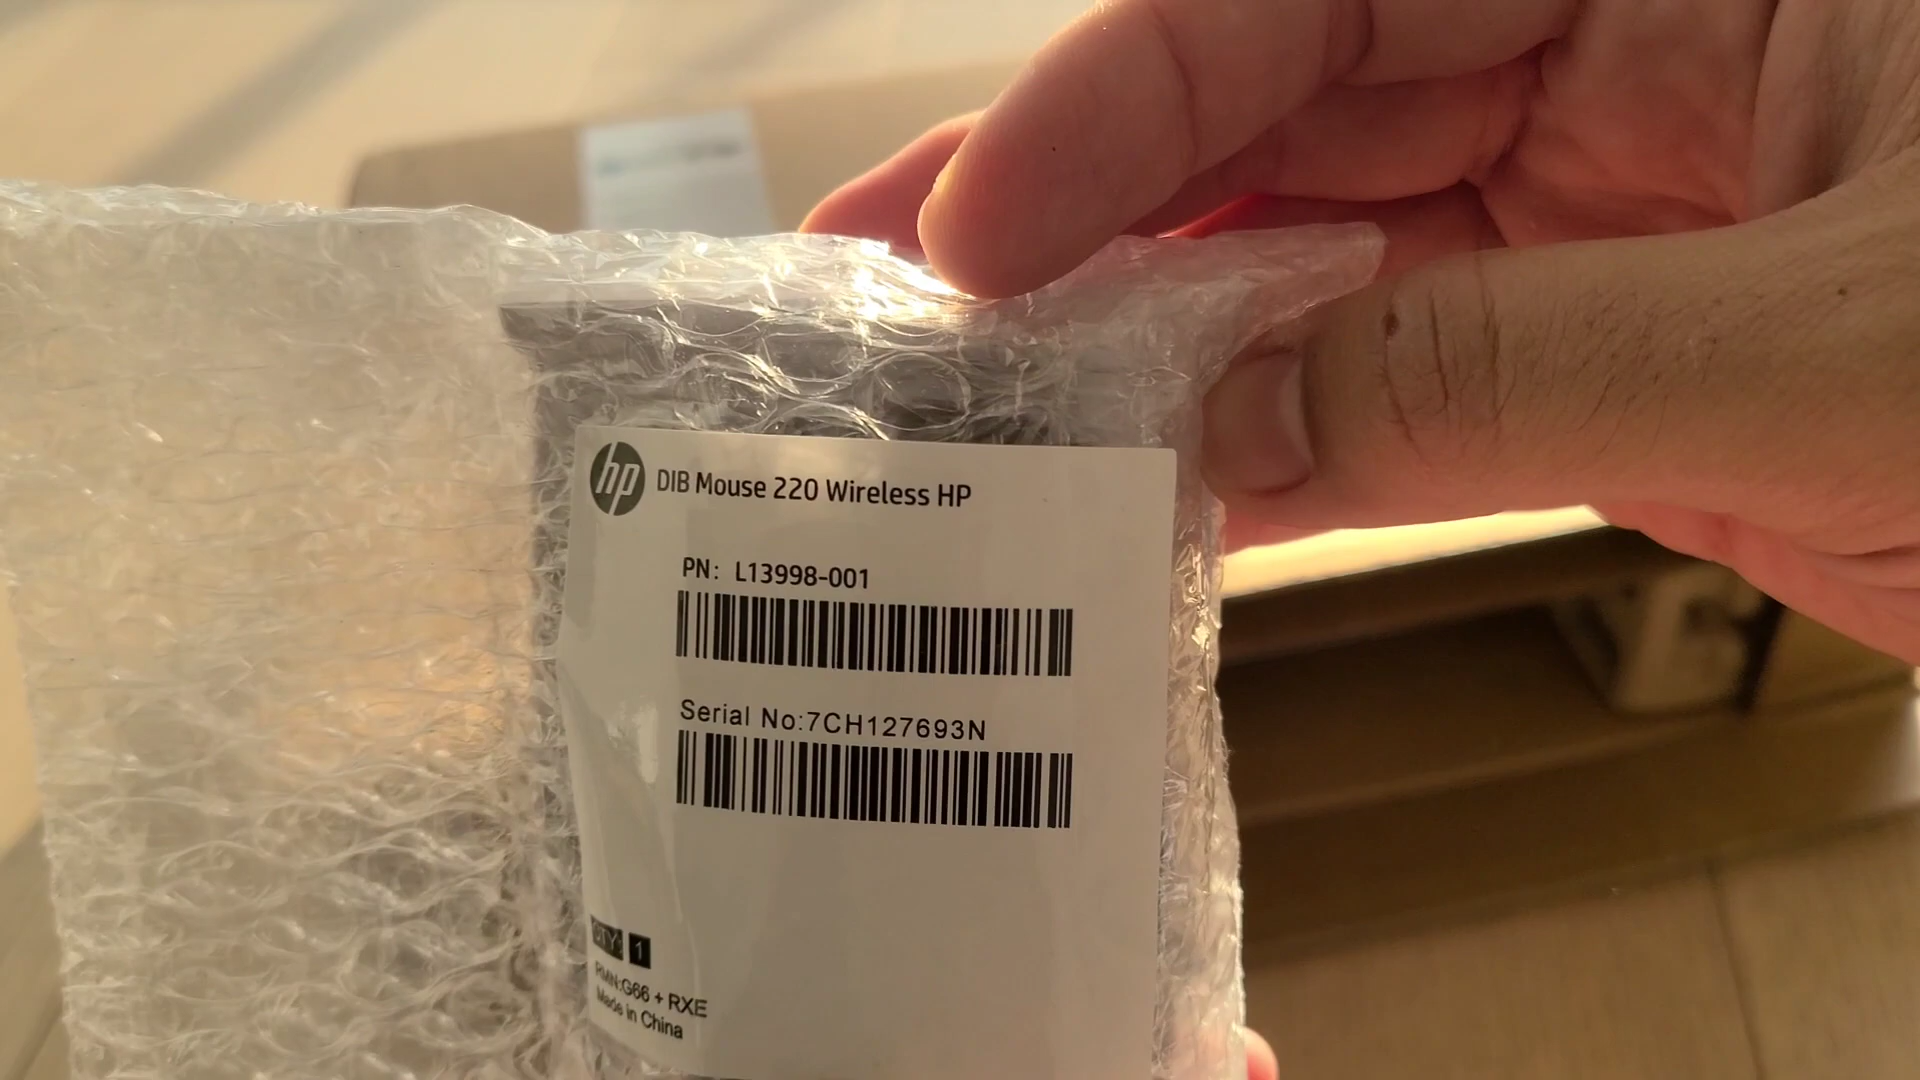 hp DIB Mouse 220 Wireless HP
PN: L13998-001
Serial No:7CH127693N
QTY: 1
RMN:G66 + RXE
Made in China